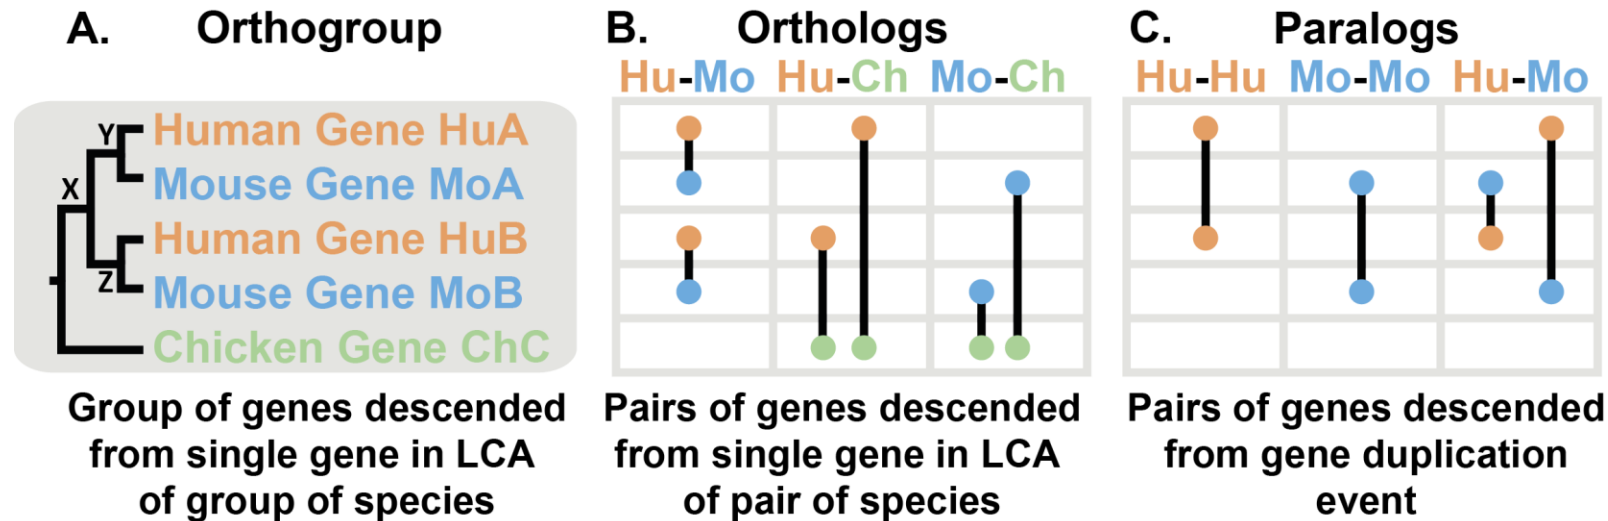 A. Orthogroup
Y Human Gene HuA
X Mouse Gene MoA
Human Gene HuB
Z Mouse Gene MoB
Chicken Gene ChC
Group of genes descended
from single gene in LCA
of group of species
B. Orthologs
Hu-Mo Hu-Ch Mo-Ch
Pairs of genes descended
from single gene in LCA
of pair of species
C. Paralogs
Hu-Hu Mo-Mo Hu-Mo
Pairs of genes descended
from gene duplication
event